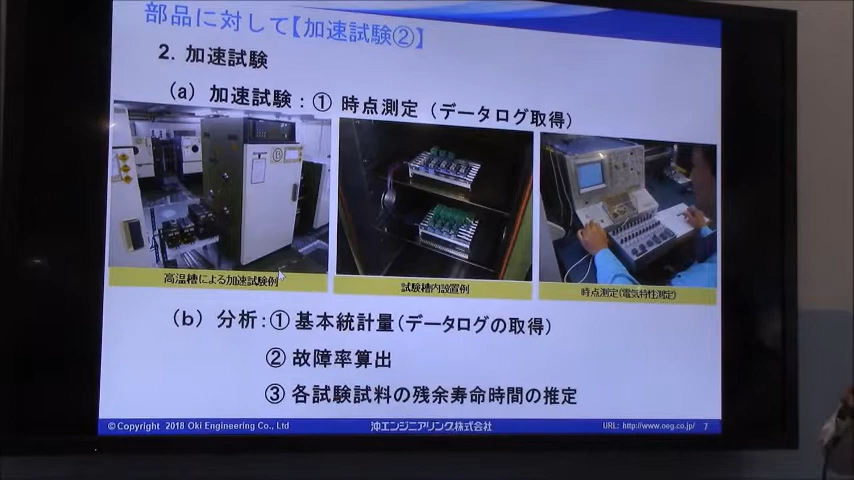 部品に対して【加速試験②】
2. 加速試験
(a) 加速試験：① 時点測定（データログ取得）
高温槽による加速試験例
試験槽内設置例
時点測定(電気特性測定)
(b) 分析：① 基本統計量（データログの取得）
② 故障率算出
③ 各試験試料の残余寿命時間の推定
©Copyright 2018 Oki Engineering Co., Ltd
沖エンジニアリング株式会社
URL: http://www.oeg.co.jp/ 7